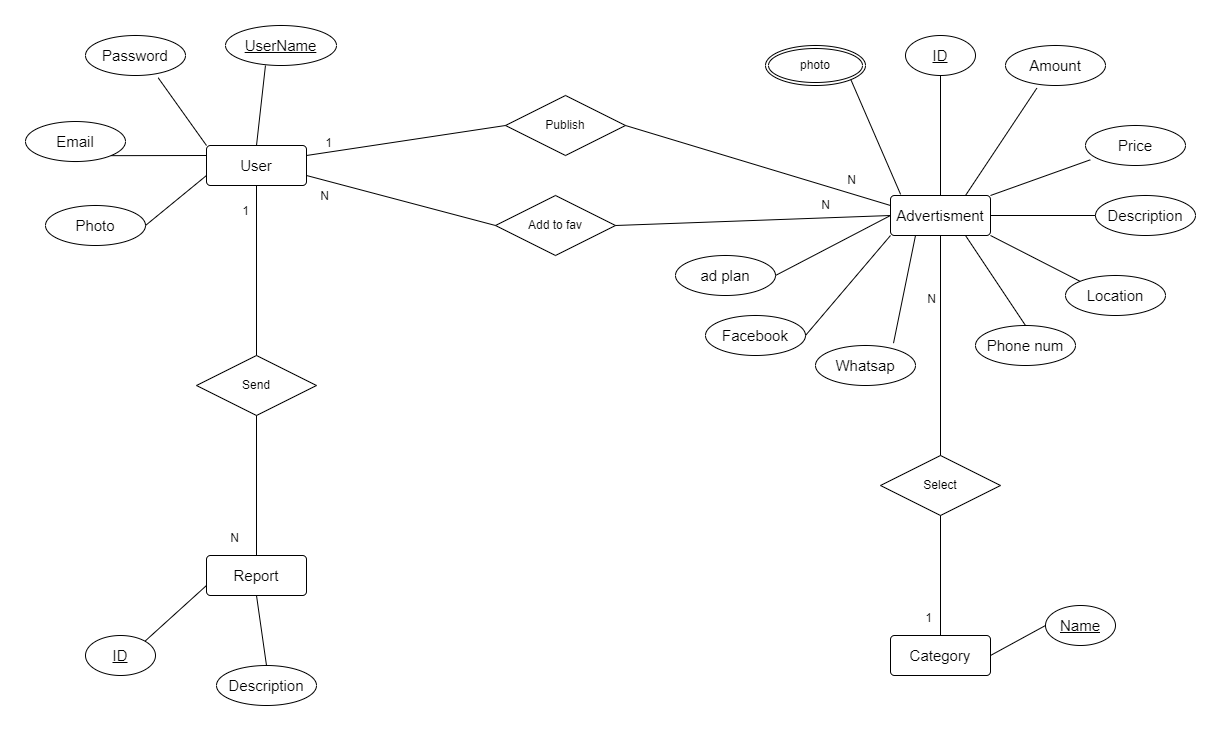 UserName
Password
photo
ID
Amount
Publish
Email
1
Price
User
N
N
N
1
Photo
Add to fav
Advertisment
Description
ad plan
N
Location
Facebook
Phone num
Whatsap
Send
Select
N
Report
1
Name
ID
Category
Description